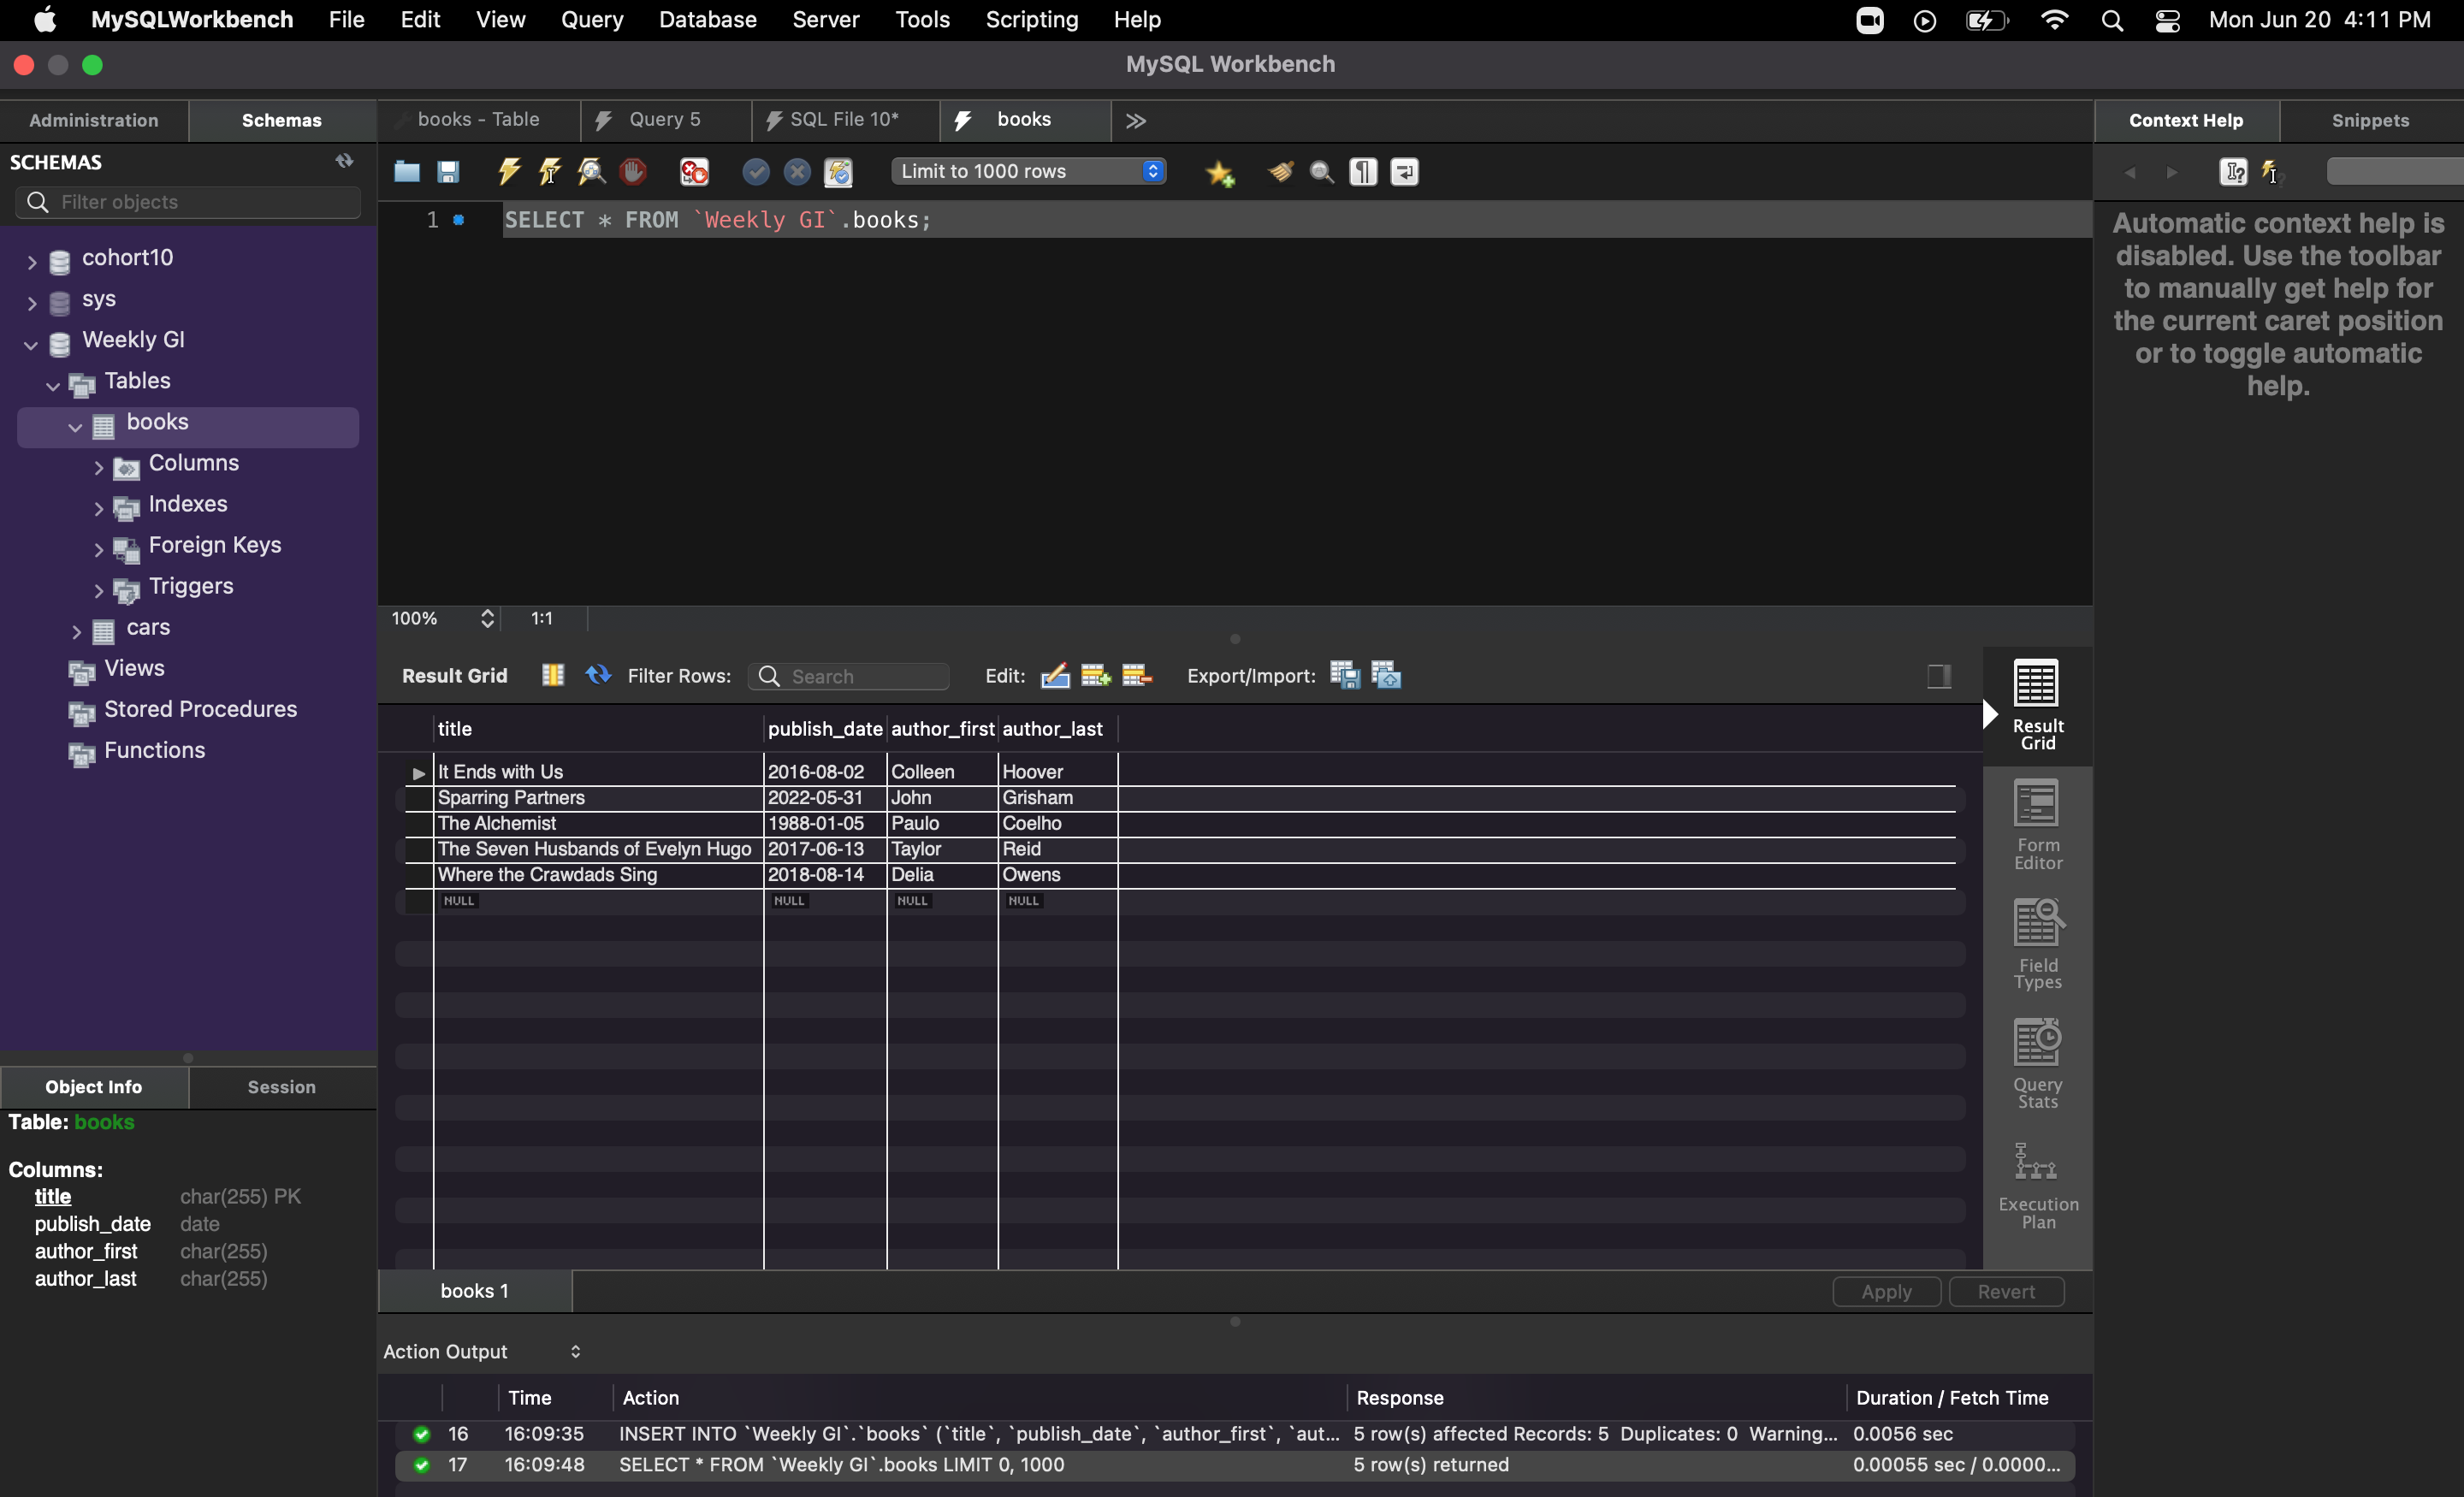 MySQLWorkbench File Edit View Query Database Server Tools Scripting Help Mon Jun 20 4:11 PM
MySQL Workbench
Administration Schemas books - Table Query 5 SQL File 10* books Context Help Snippets
SCHEMAS
Limit to 1000 rows
Filter objects
1 SELECT * FROM `Weekly GI`.books;
Automatic context help is
disabled. Use the toolbar
to manually get help for
the current caret position
or to toggle automatic
help.
cohort10
sys
Weekly GI
Tables
books
Columns
Indexes
Foreign Keys
Triggers
cars
Views
Stored Procedures
Functions
100% 1:1
Result Grid Filter Rows: Search Edit: Export/Import:
title publish_date author_first author_last
It Ends with Us 2016-08-02 Colleen Hoover
Sparring Partners 2022-05-31 John Grisham
The Alchemist 1988-01-05 Paulo Coelho
The Seven Husbands of Evelyn Hugo 2017-06-13 Taylor Reid
Where the Crawdads Sing 2018-08-14 Delia Owens
NULL NULL NULL NULL
Result
Grid
Form
Editor
Field
Types
Query
Stats
Execution
Plan
Object Info Session
Table: books
Columns:
title char(255) PK
publish_date date
author_first char(255)
author_last char(255)
books 1 Apply Revert
Action Output
Time Action Response Duration / Fetch Time
16 16:09:35 INSERT INTO `Weekly GI`.`books` (`title`, `publish_date`, `author_first`, `aut... 5 row(s) affected Records: 5 Duplicates: 0 Warning... 0.0056 sec
17 16:09:48 SELECT * FROM `Weekly GI`.books LIMIT 0, 1000 5 row(s) returned 0.00055 sec / 0.0000...